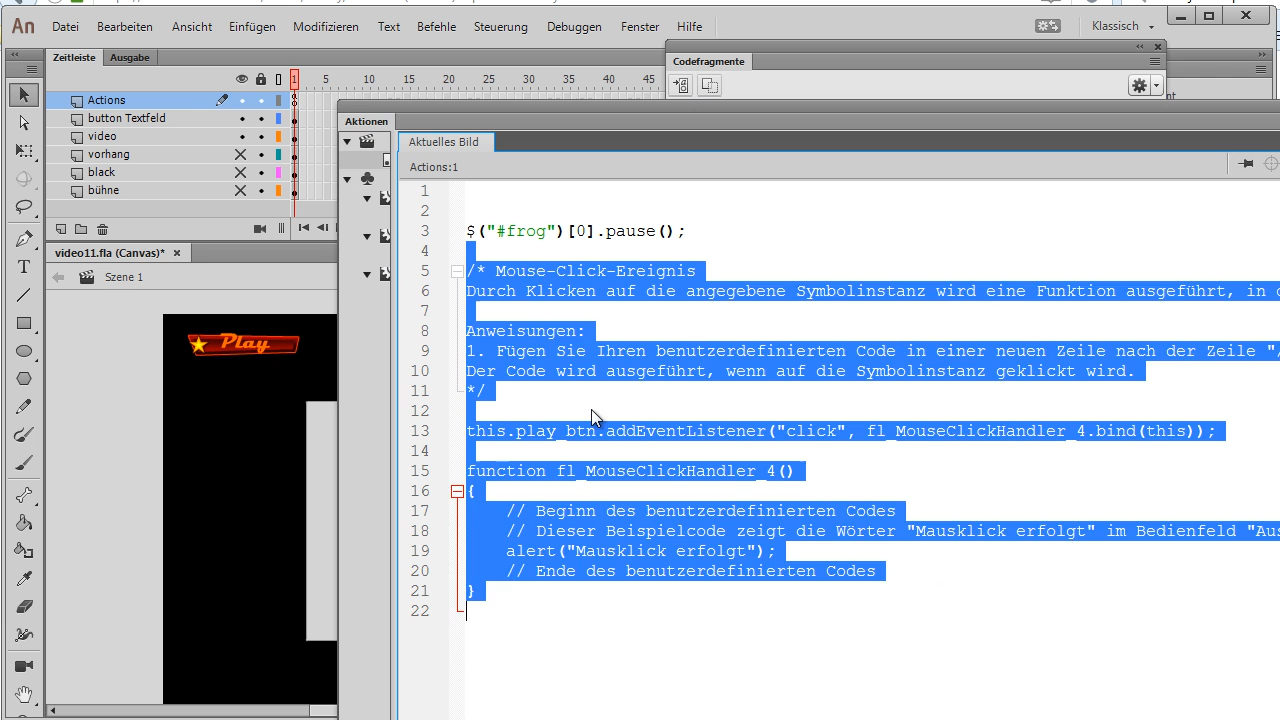 An Datei Bearbeiten Ansicht Einfügen Modifizieren Text Befehle Steuerung Debuggen Fenster Hilfe Klassisch
Zeitleiste Ausgabe
Codefragmente
1 5 10 15 20 25 30 35 40 45
Actions
button Textfeld
video
vorhang
black
bühne
video11.fla (Canvas)*
Szene 1
Play
Aktionen
Aktuelles Bild
Actions:1
1
2
3 $("#frog")[0].pause();
4
5 /* Mouse-Click-Ereignis
6 Durch Klicken auf die angegebene Symbolinstanz wird eine Funktion ausgeführt, in
7
8 Anweisungen:
9 1. Fügen Sie Ihren benutzerdefinierten Code in einer neuen Zeile nach der Zeile "/
10 Der Code wird ausgeführt, wenn auf die Symbolinstanz geklickt wird.
11 */
12
13 this.play_btn.addEventListener("click", fl_MouseClickHandler_4.bind(this));
14
15 function fl_MouseClickHandler_4()
16 {
17 // Beginn des benutzerdefinierten Codes
18 // Dieser Beispielcode zeigt die Wörter "Mausklick erfolgt" im Bedienfeld "Aus
19 alert("Mausklick erfolgt");
20 // Ende des benutzerdefinierten Codes
21 }
22